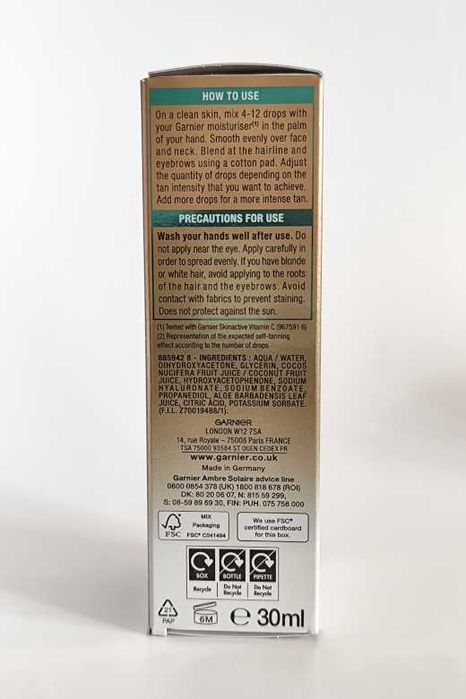 HOW TO USE
On a clean skin, mix 4-12 drops with
your Garnier moisturiser(1) in the palm
of your hand. Smooth evenly over face
and neck. Blend at the hairline and
eyebrows using a cotton pad. Adjust
the quantity of drops depending on the
tan intensity that you want to achieve.
Add more drops for a more intense tan.
PRECAUTIONS FOR USE
Wash your hands well after use. Do
not apply near the eye. Apply carefully in
order to spread evenly. If you have blonde
or white hair, avoid applying to the roots
of the hair and the eyebrows. Avoid
contact with fabrics to prevent staining.
Does not protect against the sun.
(1) Tested with Garnier Skinactive Vitamin C (967591 6)
(2) Representation of the expected self-tanning
effect according to the number of drops
885942 8 - INGREDIENTS : AQUA / WATER,
DIHYDROXYACETONE, GLYCERIN, COCOS
NUCIFERA FRUIT JUICE / COCONUT FRUIT
JUICE, HYDROXYACETOPHENONE, SODIUM
HYALURONATE, SODIUM BENZOATE,
PROPANEDIOL, ALOE BARBADENSIS LEAF
JUICE, CITRIC ACID, POTASSIUM SORBATE.
(F.I.L. Z70019488/1).
GARNIER
LONDON W12 7SA
14, rue Royale – 75008 Paris FRANCE
TSA 75000 93584 ST OUEN CEDEX FR
www.garnier.co.uk
Made in Germany
Garnier Ambre Solaire advice line
0800 0854 378 (UK) 1800 818 678 (ROI)
DK: 80 20 06 07, N: 815 59 299,
S: 08-59 89 69 30, FIN: PUH. 075 758 000
FSC
MIX
Packaging
FSC® C041494
We use FSC®
certified cardboard
for this box.
BOX
Recycle
BOTTLE
Do Not
Recycle
PIPETTE
Do Not
Recycle
21
PAP
6M
e 30ml